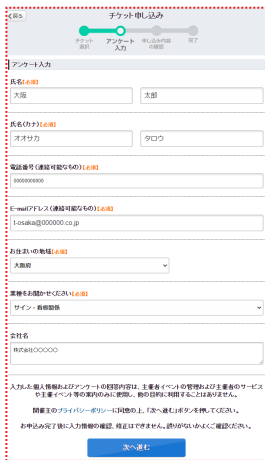 戻る
チケット申し込み
チケット
選択
アンケート
入力
申し込み内容
の確認
完了
アンケート入力
氏名[必須]
大阪 太郎
氏名(カナ)[必須]
オオサカ タロウ
電話番号(連絡可能なもの)[必須]
00000000000
E-mailアドレス(連絡可能なもの)[必須]
t-osaka@000000.co.jp
お住まいの地域[必須]
大阪府
業種をお聞かせください[必須]
サイン・看板関係
会社名
株式会社○○○○○
入力した個人情報およびアンケートの回答内容は、主催者イベントの管理および主催者のサービス
や主催イベント等の案内のみに使用し、他の目的に利用することはありません。
開催主のプライバシーポリシーに同意の上、「次へ進む」ボタンを押してください。
お申込み完了後に入力情報の確認、修正はできません。誤りがないかよくご確認ください。
次へ進む